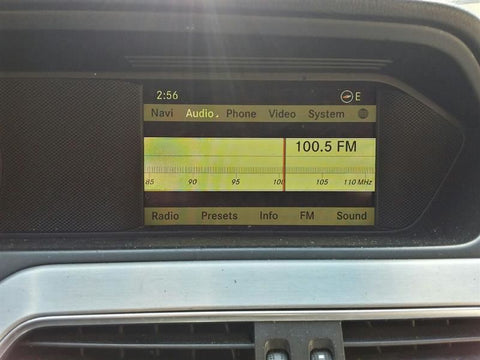 2:56 E
Navi Audio Phone Video System
100.5 FM
85 90 95 100 105 110 MHz
Radio Presets Info FM Sound